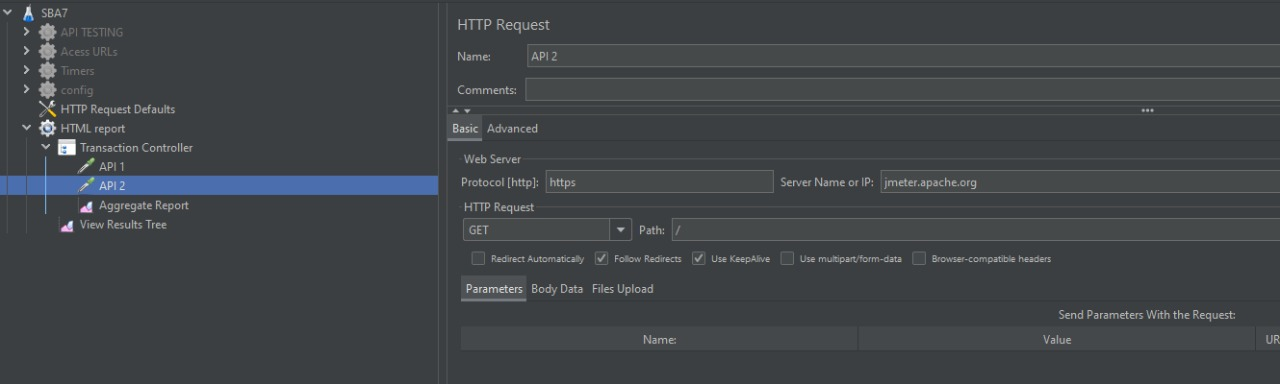 SBA7
API TESTING
Acess URLs
Timers
config
HTTP Request Defaults
HTML report
Transaction Controller
API 1
API 2
Aggregate Report
View Results Tree
HTTP Request
Name: API 2
Comments:
Basic Advanced
Web Server
Protocol [http]: https Server Name or IP: jmeter.apache.org
HTTP Request
GET Path: /
Redirect Automatically Follow Redirects Use KeepAlive Use multipart/form-data Browser-compatible headers
Parameters Body Data Files Upload
Send Parameters With the Request:
Name: Value UR